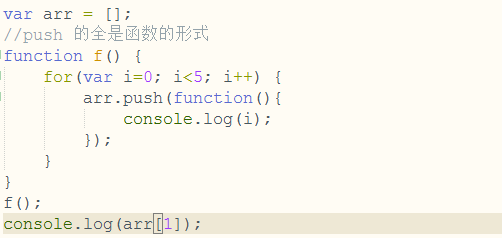 var arr = [];
//push 的全是函数的形式
function f() {
    for(var i=0; i<5; i++) {
        arr.push(function(){
            console.log(i);
        });
    }
}
f();
console.log(arr[1]);